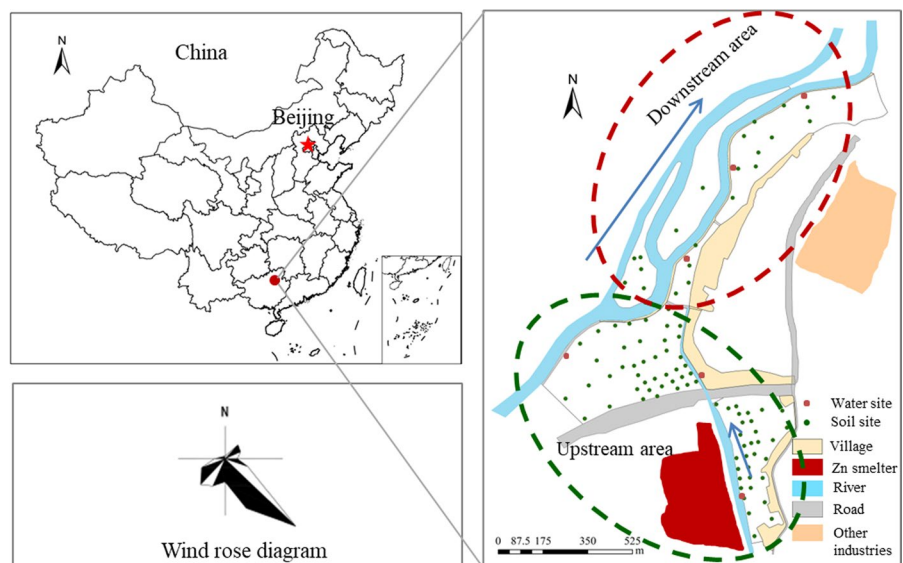 N
China
Beijing
N
Wind rose diagram
N
Downstream area
Upstream area
Water site
Soil site
Village
Zn smelter
River
Road
Other
industries
0 87.5 175 350 525
m